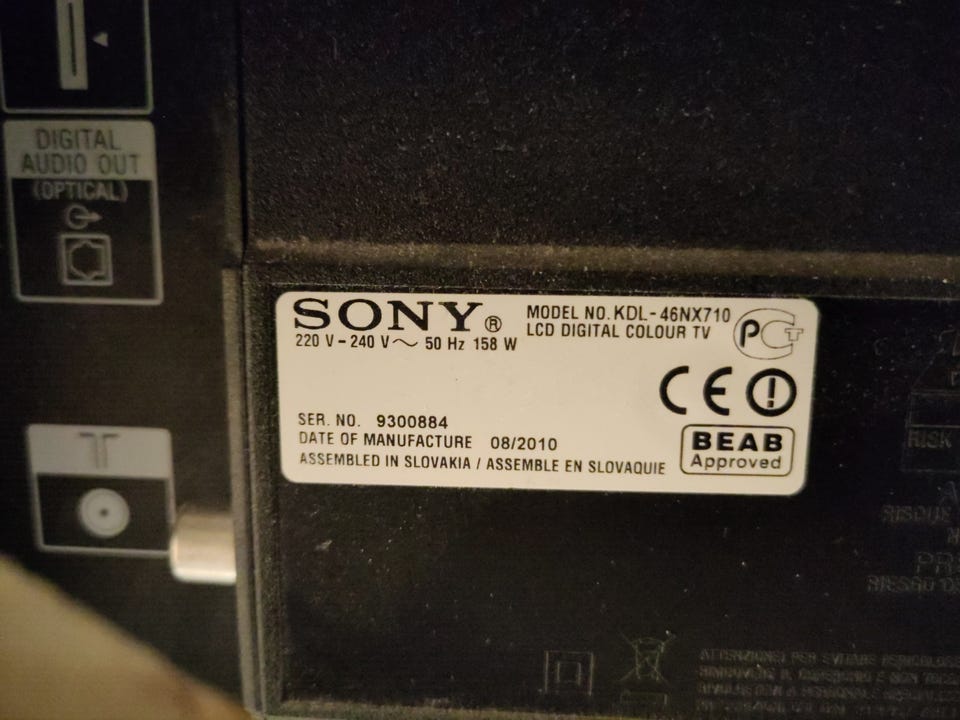 DIGITAL
AUDIO OUT
(OPTICAL)
SONY®
MODEL NO. KDL-46NX710
LCD DIGITAL COLOUR TV
220 V - 240 V ~ 50 Hz 158 W
PCT
CE
SER. NO. 9300884
DATE OF MANUFACTURE 08/2010
ASSEMBLED IN SLOVAKIA / ASSEMBLE EN SLOVAQUIE
BEAB
Approved
RISK